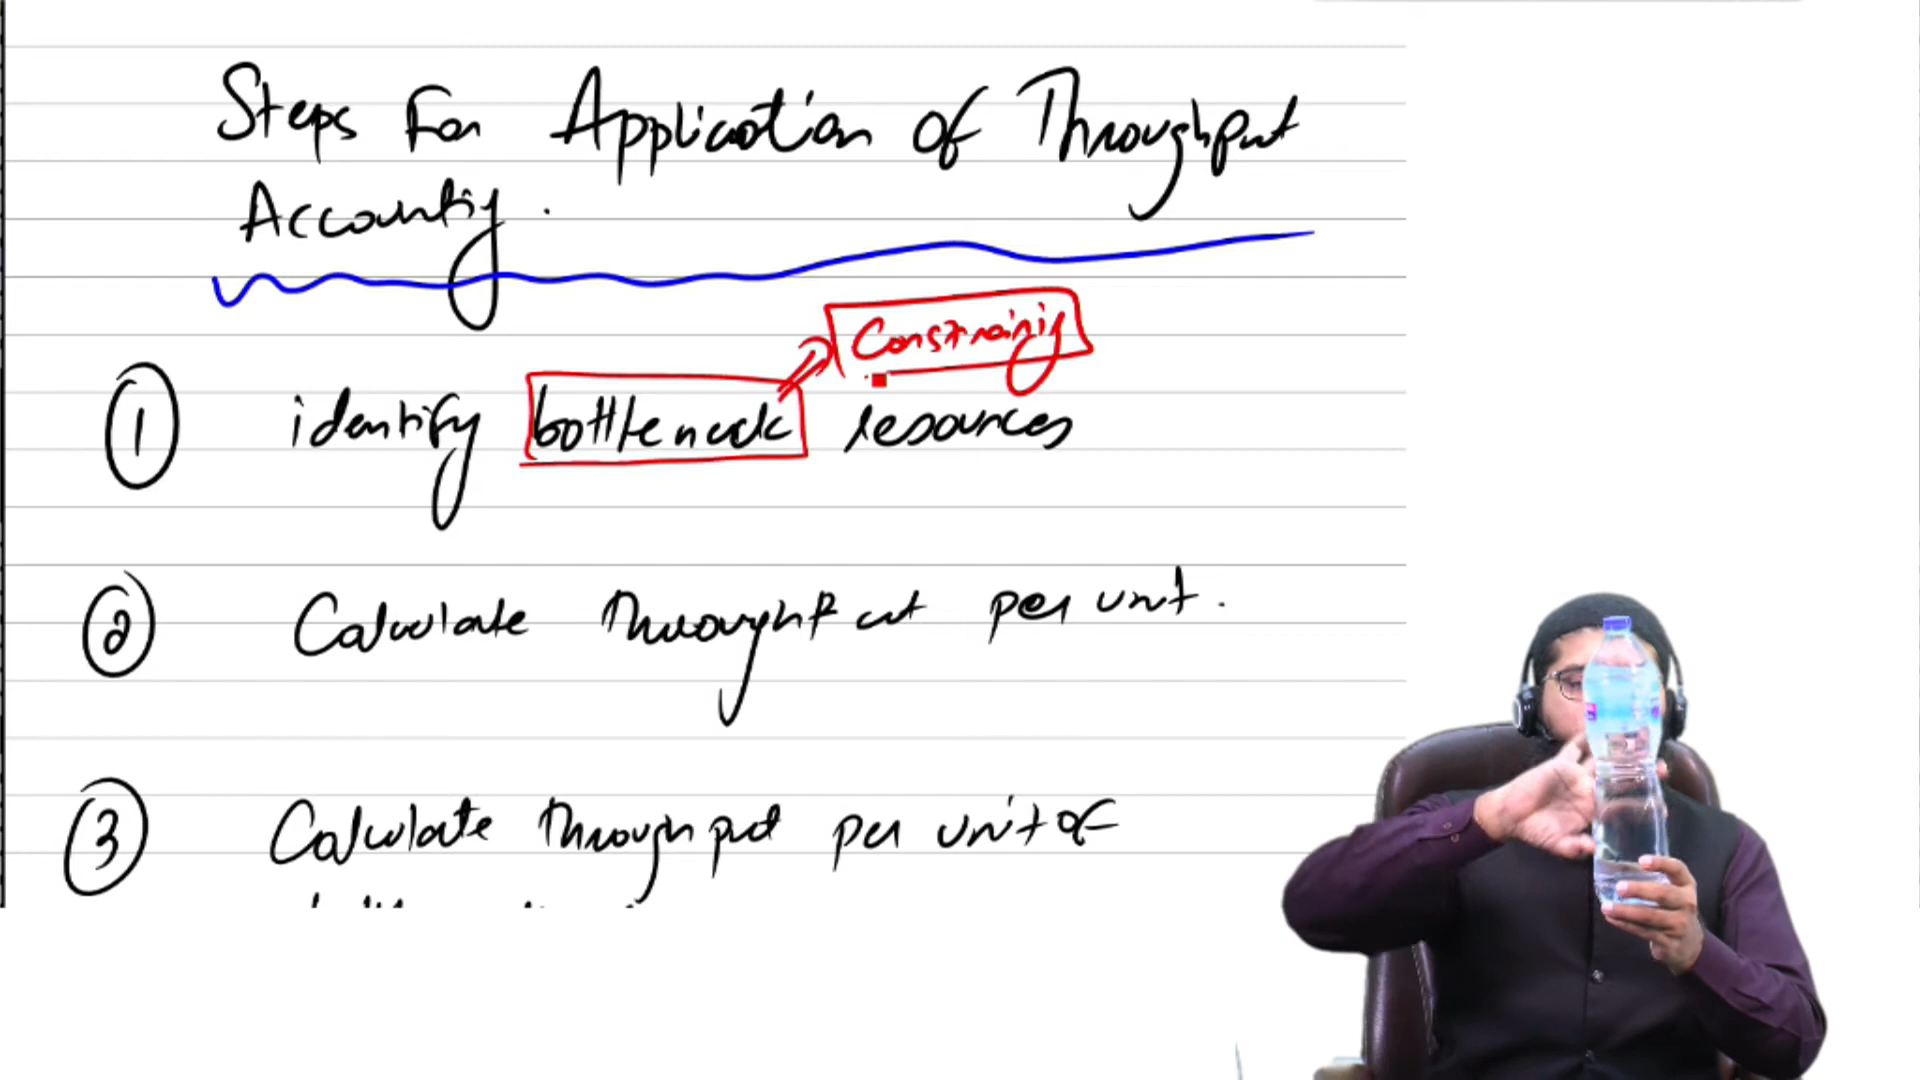 Steps For Application of Throughput
Accounting.
Constraining
1 identify bottleneck resources
2 Calculate Throughput per unit.
3 Calculate Throughput per unit of